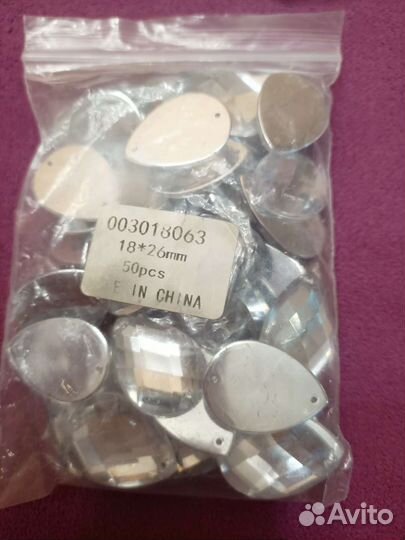 003018063
18*26mm
50pcs
E IN CHINA
Avito